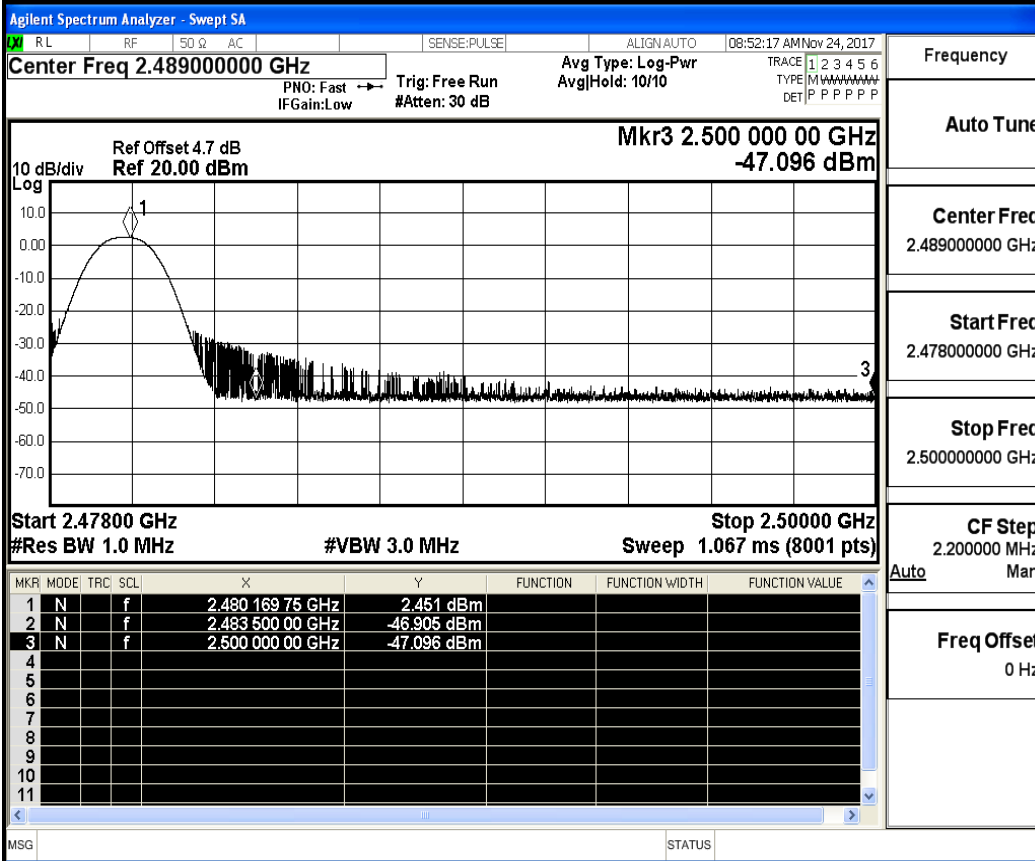 Agilent Spectrum Analyzer - Swept SA
LXI RL RF 50 Ω AC SENSE:PULSE ALIGN AUTO 08:52:17 AM Nov 24, 2017
Center Freq 2.489000000 GHz
PNO: Fast
IFGain:Low
Trig: Free Run
#Atten: 30 dB
Avg Type: Log-Pwr
Avg|Hold: 10/10
TRACE 1 2 3 4 5 6
TYPE M W W W W W
DET P P P P P P
Mkr3 2.500 000 00 GHz
-47.096 dBm
Ref Offset 4.7 dB
10 dB/div Ref 20.00 dBm
Log
10.0
0.00
-10.0
-20.0
-30.0
-40.0
-50.0
-60.0
-70.0
1
3
Start 2.47800 GHz Stop 2.50000 GHz
#Res BW 1.0 MHz #VBW 3.0 MHz Sweep 1.067 ms (8001 pts)
MKR MODE TRC SCL X Y FUNCTION FUNCTION WIDTH FUNCTION VALUE
1 N f 2.480 169 75 GHz 2.451 dBm
2 N f 2.483 500 00 GHz -46.905 dBm
3 N f 2.500 000 00 GHz -47.096 dBm
4
5
6
7
8
9
10
11
MSG STATUS
Frequency
Auto Tune
Center Freq
2.489000000 GHz
Start Freq
2.478000000 GHz
Stop Freq
2.500000000 GHz
CF Step
2.200000 MHz
Auto Man
Freq Offset
0 Hz